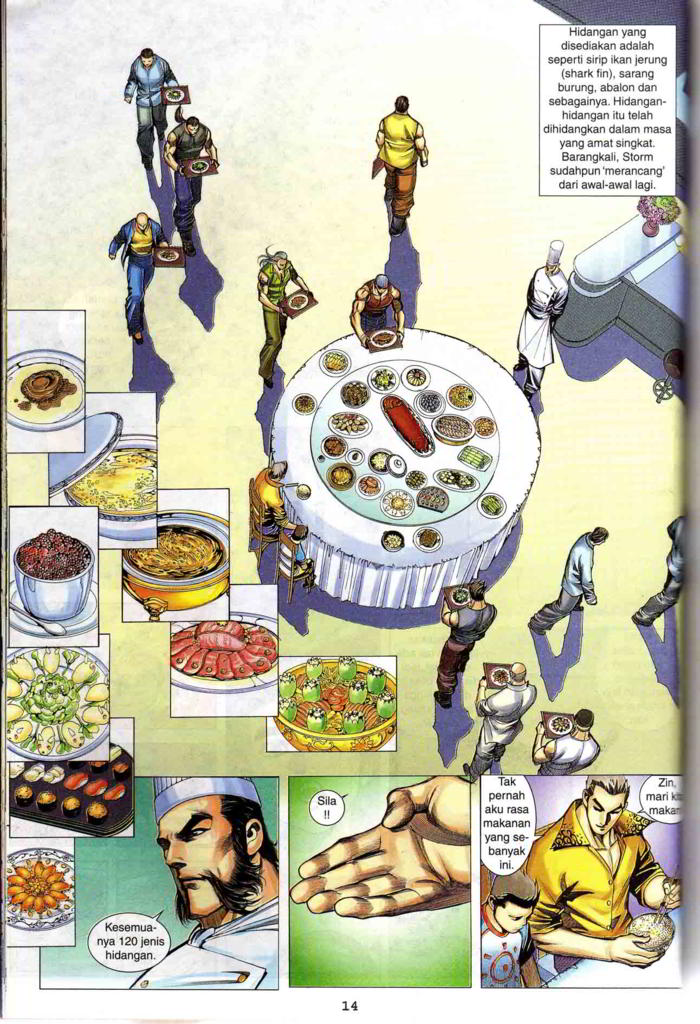 Hidangan yang
disediakan adalah
seperti sirip ikan jerung
(shark fin), sarang
burung, abalon dan
sebagainya. Hidangan-
hidangan itu telah
dihidangkan dalam masa
yang amat singkat.
Barangkali, Storm
sudahpun 'merancang'
dari awal-awal lagi.
Kesemua-
nya 120 jenis
hidangan.
Sila
!!
Tak
pernah
aku rasa
makanan
yang se-
banyak
ini.
Zin,
mari
14